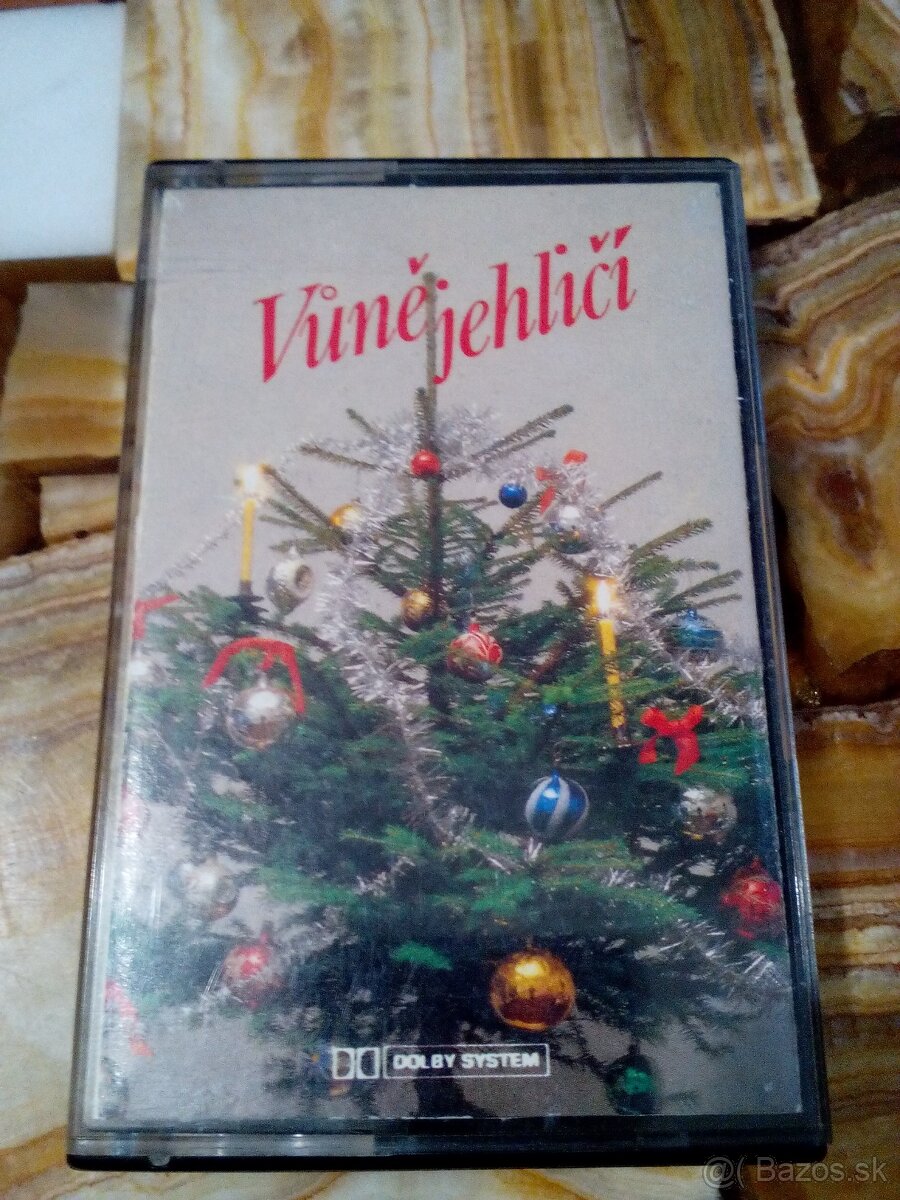 Vůně jehličí
DOLBY SYSTEM
@( Bazos.sk